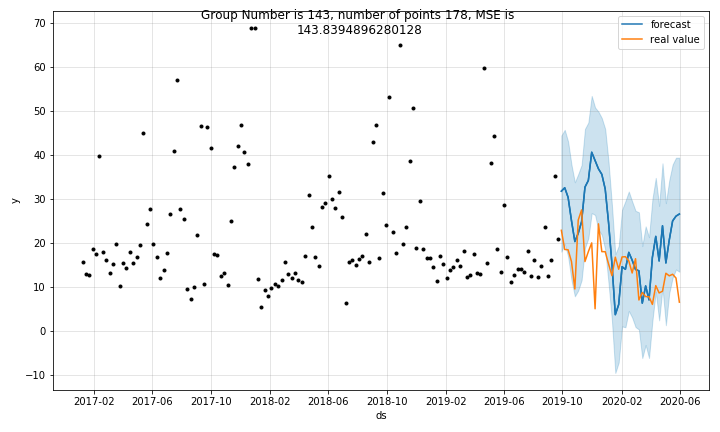 Group Number is 143, number of points 178, MSE is
143.8394896280128
forecast
real value
70
60
50
40
30
20
10
0
−10
y
2017-02 2017-06 2017-10 2018-02 2018-06 2018-10 2019-02 2019-06 2019-10 2020-02 2020-06
ds